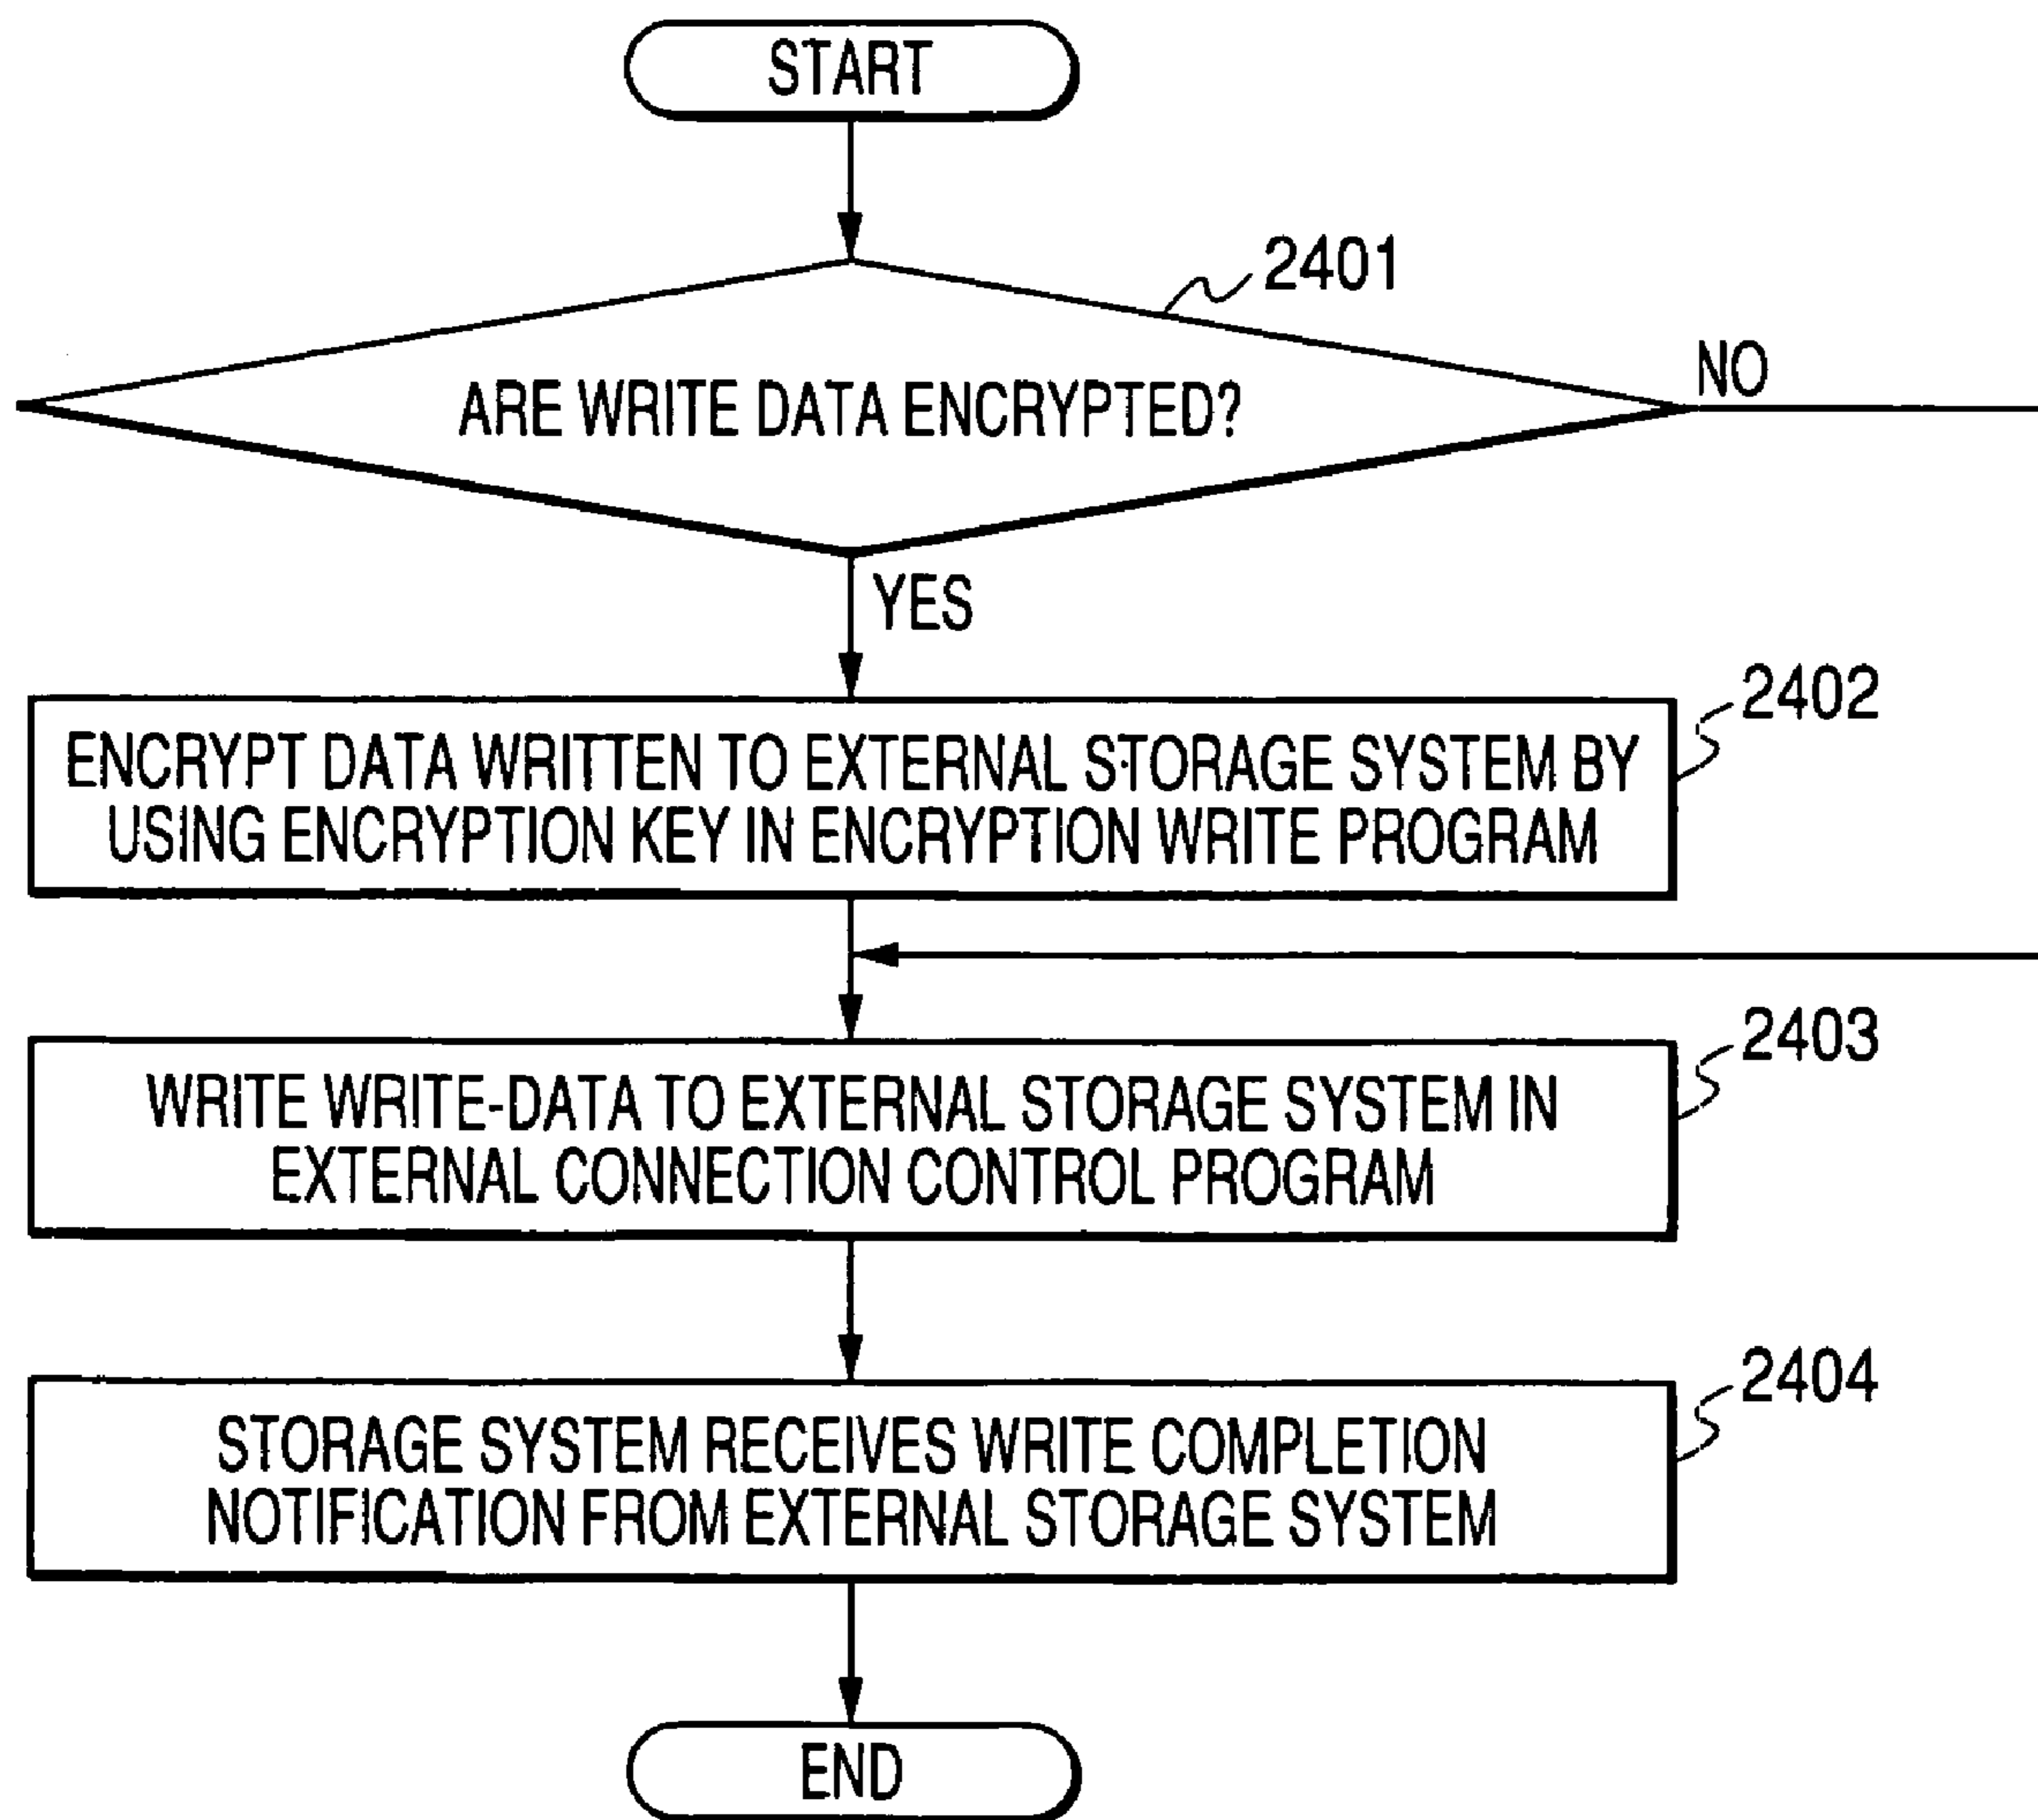 START
2401
ARE WRITE DATA ENCRYPTED?
NO
YES
2402
ENCRYPT DATA WRITTEN TO EXTERNAL STORAGE SYSTEM BY
USING ENCRYPTION KEY IN ENCRYPTION WRITE PROGRAM
2403
WRITE WRITE-DATA TO EXTERNAL STORAGE SYSTEM IN
EXTERNAL CONNECTION CONTROL PROGRAM
2404
STORAGE SYSTEM RECEIVES WRITE COMPLETION
NOTIFICATION FROM EXTERNAL STORAGE SYSTEM
END